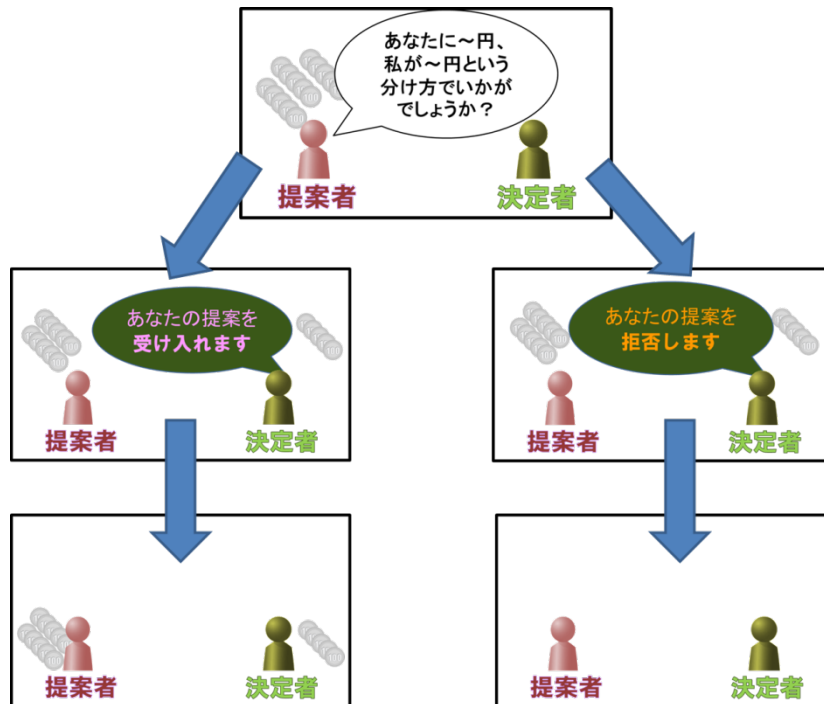 あなたに～円、
私が～円という
分け方でいかが
でしょうか？
提案者
決定者
あなたの提案を
受け入れます
提案者
決定者
あなたの提案を
拒否します
提案者
決定者
提案者
決定者
提案者
決定者